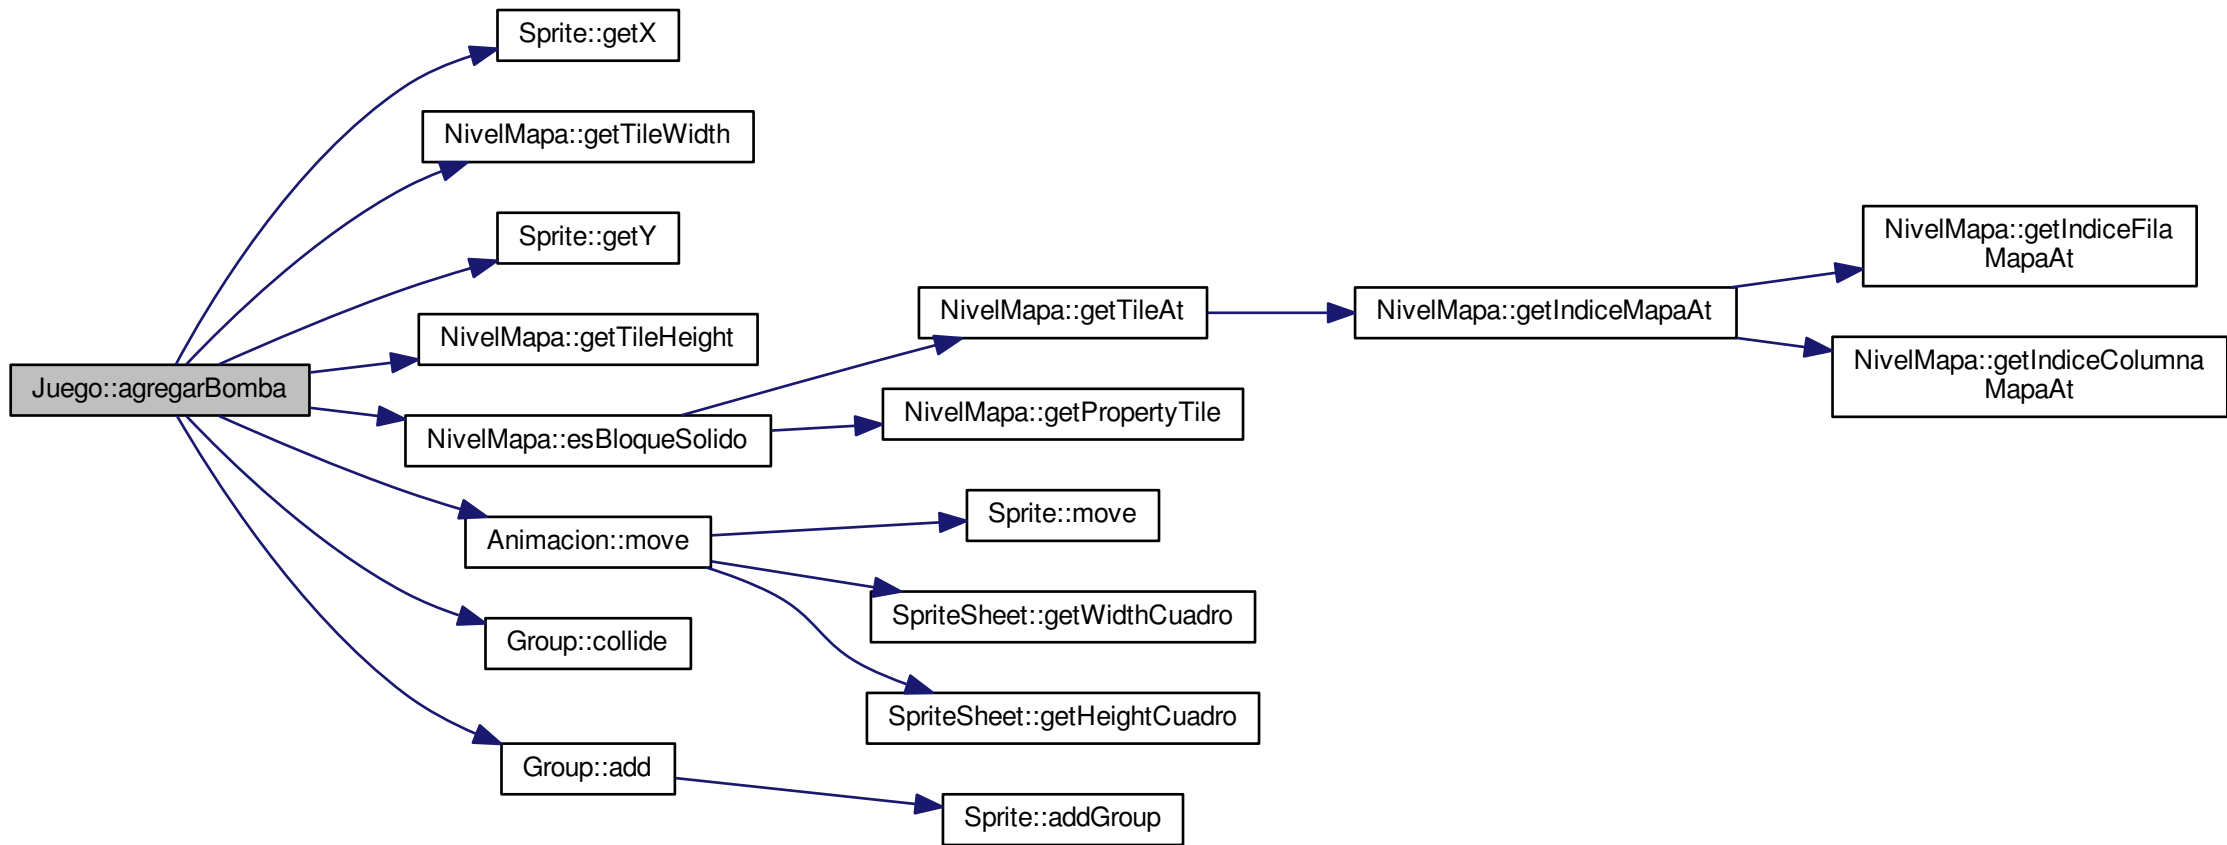 Sprite::getX
NivelMapa::getTileWidth
Sprite::getY
NivelMapa::getTileHeight
Juego::agregarBomba
NivelMapa::esBloqueSolido
Animacion::move
Group::collide
Group::add
NivelMapa::getTileAt
NivelMapa::getPropertyTile
Sprite::move
SpriteSheet::getWidthCuadro
SpriteSheet::getHeightCuadro
Sprite::addGroup
NivelMapa::getIndiceMapaAt
NivelMapa::getIndiceFila
MapaAt
NivelMapa::getIndiceColumna
MapaAt